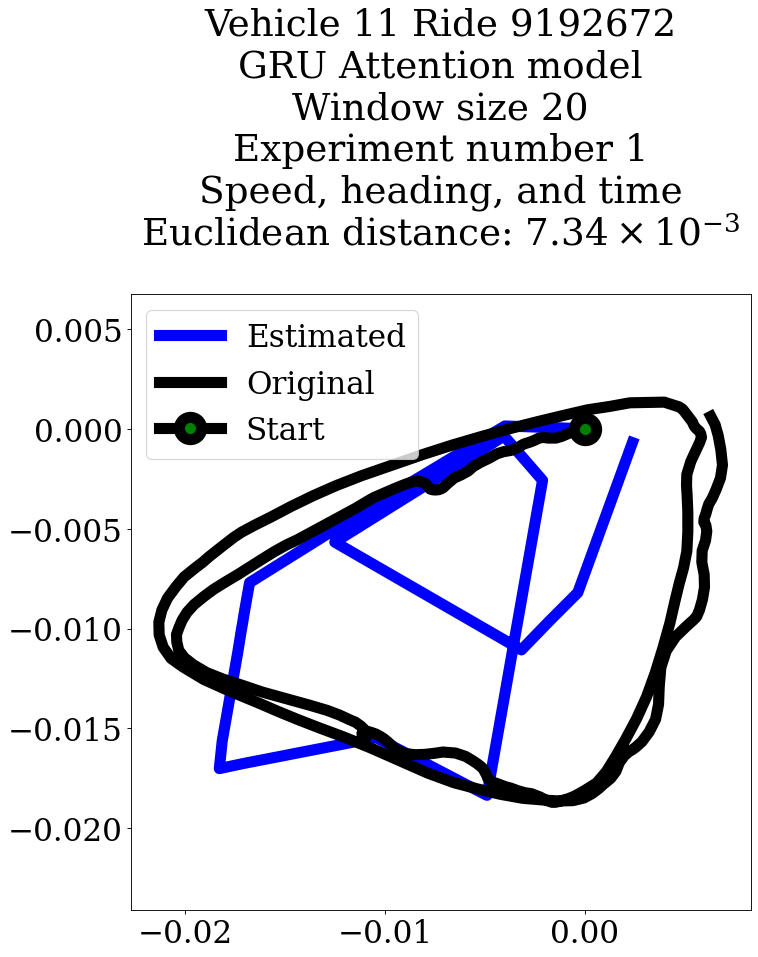 Vehicle 11 Ride 9192672
GRU Attention model
Window size 20
Experiment number 1
Speed, heading, and time
Euclidean distance: 7.34 × 10⁻³
Estimated
Original
Start
0.005
0.000
−0.005
−0.010
−0.015
−0.020
−0.02
−0.01
0.00